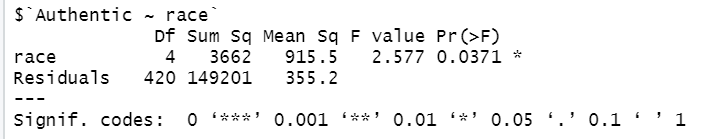 $`Authentic ~ race`
Df Sum Sq Mean Sq F value Pr(>F)
race 4 3662 915.5 2.577 0.0371 *
Residuals 420 149201 355.2
---
Signif. codes: 0 ‘***’ 0.001 ‘**’ 0.01 ‘*’ 0.05 ‘.’ 0.1 ‘ ’ 1